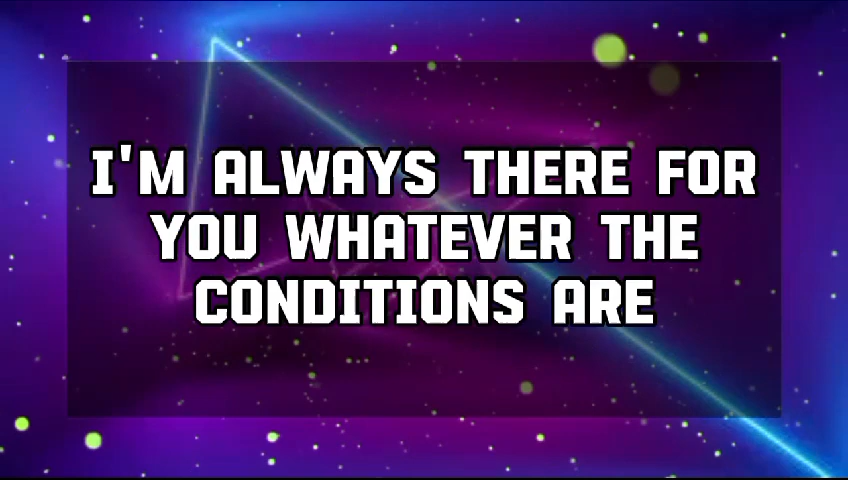 I'M ALWAYS THERE FOR
YOU WHATEVER THE
CONDITIONS ARE